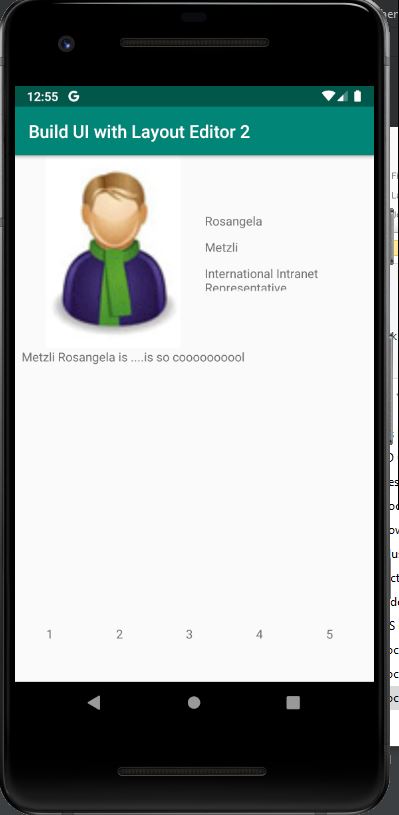 12:55 G
Build UI with Layout Editor 2
Rosangela
Metzli
International Intranet
Representative
Metzli Rosangela is ....is so cooooooooool
1 2 3 4 5